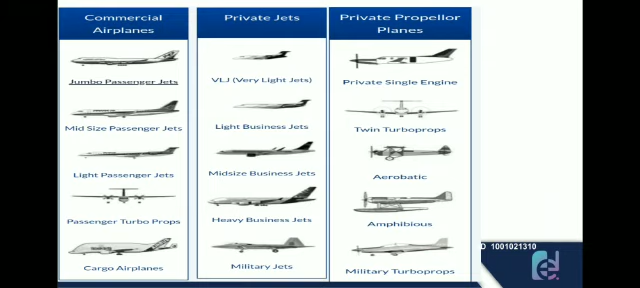 Commercial
Airplanes
Jumbo Passenger Jets
Mid Size Passenger Jets
Light Passenger Jets
Passenger Turbo Props
Cargo Airplanes
Private Jets
VLJ (Very Light Jets)
Light Business Jets
Midsize Business Jets
Heavy Business Jets
Military Jets
Private Propellor
Planes
Private Single Engine
Twin Turboprops
Aerobatic
Amphibious
Military Turboprops
D 1001021310